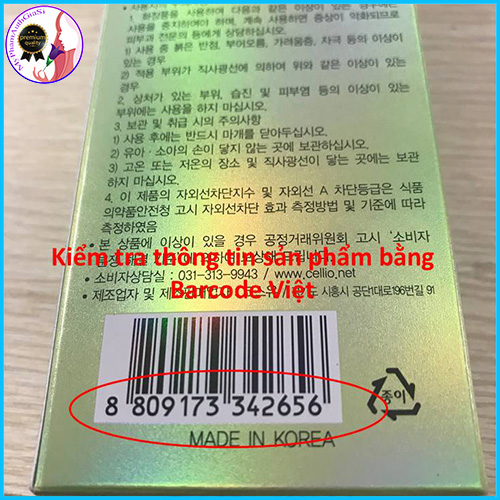 MyPhamAnhGnaSi
premium QUALITY
사용시의 주의사항
1. 화장품을 사용하여 다음과 같은 이상이 있는 경우에는
사용을 중지하여야 하며, 계속 사용하면 증상이 악화되므로
피부과 전문의 등에게 상담하십시오.
1) 사용 중 붉은 반점, 부어오름, 가려움증, 자극 등의 이상이
있는 경우
2) 적용 부위가 직사광선에 의하여 위와 같은 이상이 있는
경우
2. 상처가 있는 부위, 습진 및 피부염 등의 이상이 있는
부위에는 사용을 하지 마십시오.
3. 보관 및 취급 시의 주의사항
1) 사용 후에는 반드시 마개를 닫아두십시오.
2) 유아·소아의 손이 닿지 않는 곳에 보관하십시오.
3) 고온 또는 저온의 장소 및 직사광선이 닿는 곳에는 보관
하지 마십시오.
4. 이 제품의 자외선차단지수 및 자외선 A 차단등급은 식품
의약품안전청 고시 자외선차단 효과 측정방법 및 기준에 따라
측정하였음
• 본 상품에 이상이 있을 경우 공정거래위원회 고시 '소비자
Kiểm tra thông tin sản phẩm bằng
Barcode Việt
• 소비자상담실 : 031-313-9943 / www.cellio.net
• 제조업자 및 시흥시 공단1대로196번길 91
8 809173 342656
종이
MADE IN KOREA